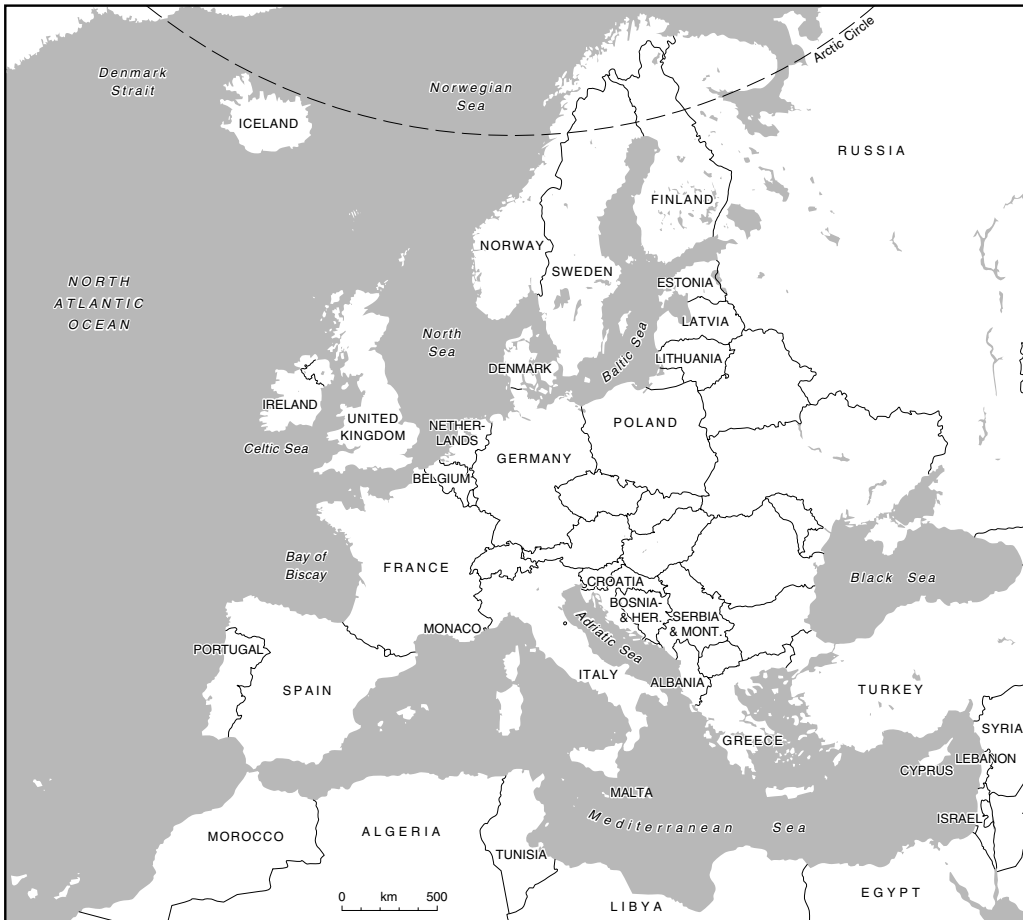 Arctic Circle
Denmark
Strait
Norwegian
Sea
ICELAND
RUSSIA
FINLAND
NORWAY
SWEDEN
NORTH
ATLANTIC
OCEAN
ESTONIA
LATVIA
North
Sea
Baltic Sea
LITHUANIA
DENMARK
IRELAND
UNITED
KINGDOM
NETHER-
LANDS
POLAND
Celtic Sea
GERMANY
BELGIUM
Bay of
Biscay
FRANCE
CROATIA
Black Sea
BOSNIA-
& HER.
SERBIA
& MONT.
MONACO
Adriatic Sea
PORTUGAL
SPAIN
ITALY
ALBANIA
TURKEY
SYRIA
GREECE
LEBANON
CYPRUS
MALTA
Mediterranean Sea
ISRAEL
MOROCCO
ALGERIA
TUNISIA
EGYPT
0 km 500
LIBYA